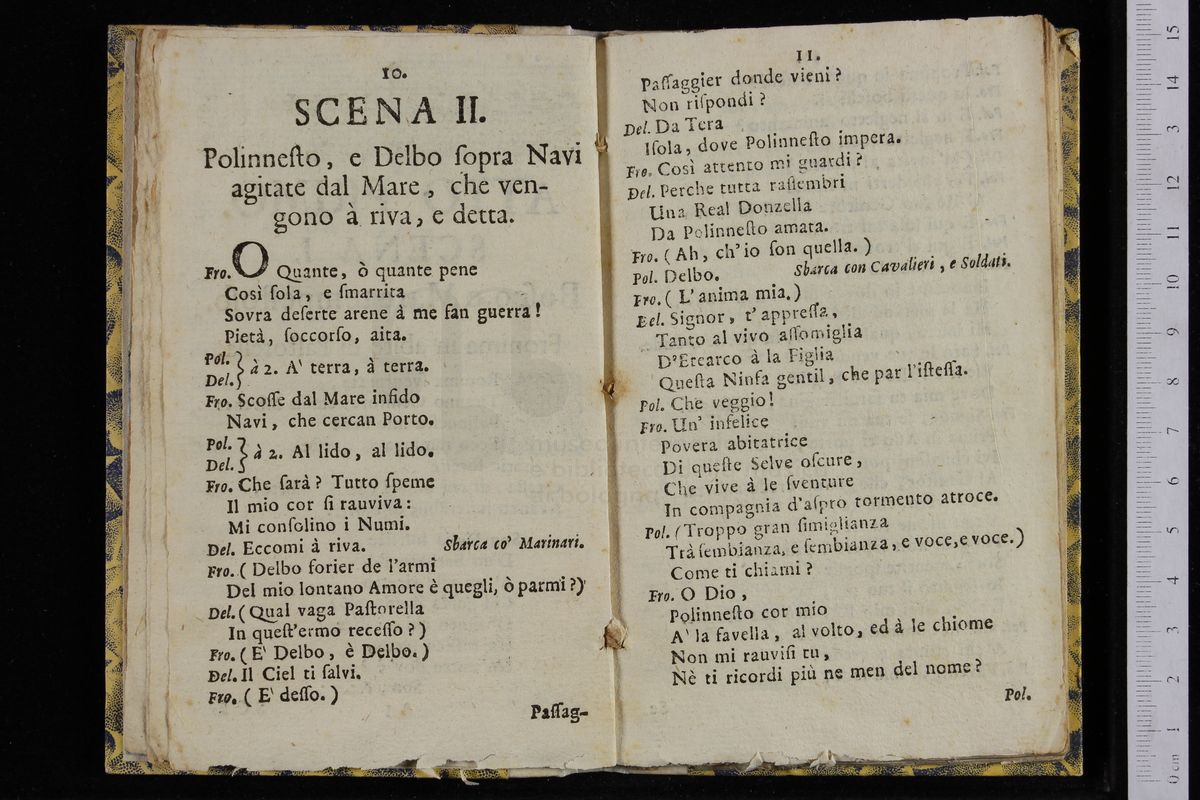 10.
SCENA II.
Polinneſto, e Delbo ſopra Navi
agitate dal Mare, che ven-
gono à riva, e detta.
Fro. O Quante, ò quante pene
Così ſola, e ſmarrita
Sovra deſerte arene à me fan guerra!
Pietà, ſoccorſo, aita.
Pol. } à 2. A' terra, à terra.
Del.
Fro. Scoſſe dal Mare infido
Navi, che cercan Porto.
Pol. } à 2. Al lido, al lido.
Del.
Fro. Che ſarà? Tutto ſpeme
Il mio cor ſi rauviva:
Mi conſolino i Numi.
Del. Eccomi à riva. Sbarca co' Marinari.
Fro. (Delbo forier de l'armi
Del mio lontano Amore è quegli, ò parmi?)
Del. (Qual vaga Paſtorella
In queſt'ermo receſſo?)
Fro. (E' Delbo, è Delbo.)
Del. Il Ciel ti ſalvi.
Fro. (E' deſſo.)
Paſſag-
11.
Paſſaggier donde vieni?
Non riſpondi?
Del. Da Tera
Iſola, dove Polinneſto impera.
Fro. Così attento mi guardi?
Del. Perche tutta raſſembri
Una Real Donzella
Da Polinneſto amata.
Fro. (Ah, ch'io ſon quella.)
Pol. Delbo. Sbarca con Cavalieri, e Soldati.
Fro. (L'anima mia.)
Del. Signor, t'appreſſa,
Tanto al vivo aſſomiglia
D'Etearco à la Figlia
Queſta Ninfa gentil, che par l'iſteſſa.
Pol. Che veggio!
Fro. Un' infelice
Povera abitatrice
Di queſte Selve oſcure,
Che vive à le ſventure
In compagnia d'aſpro tormento atroce.
Pol. (Troppo gran ſimiglianza
Trà ſembianza, e ſembianza, e voce, e voce.)
Come ti chiami?
Fro. O Dio,
Polinneſto cor mio
A' la favella, al volto, ed à le chiome
Non mi rauviſi tu,
Nè ti ricordi più ne men del nome?
Pol.